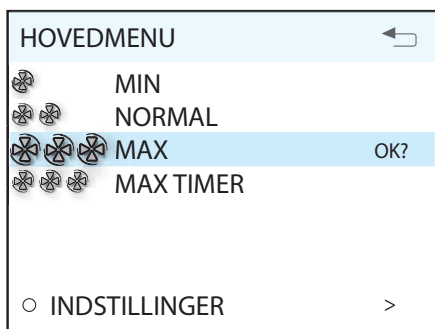 HOVEDMENU
MIN
NORMAL
MAX OK?
MAX TIMER
INDSTILLINGER >